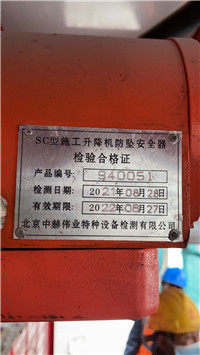 SC型施工升降机防坠安全器
检验合格证
产品编号: 940051
检测日期: 2021年08月28日
有效期限: 2022年08月27日
北京中赫伟业特种设备检测有限公司